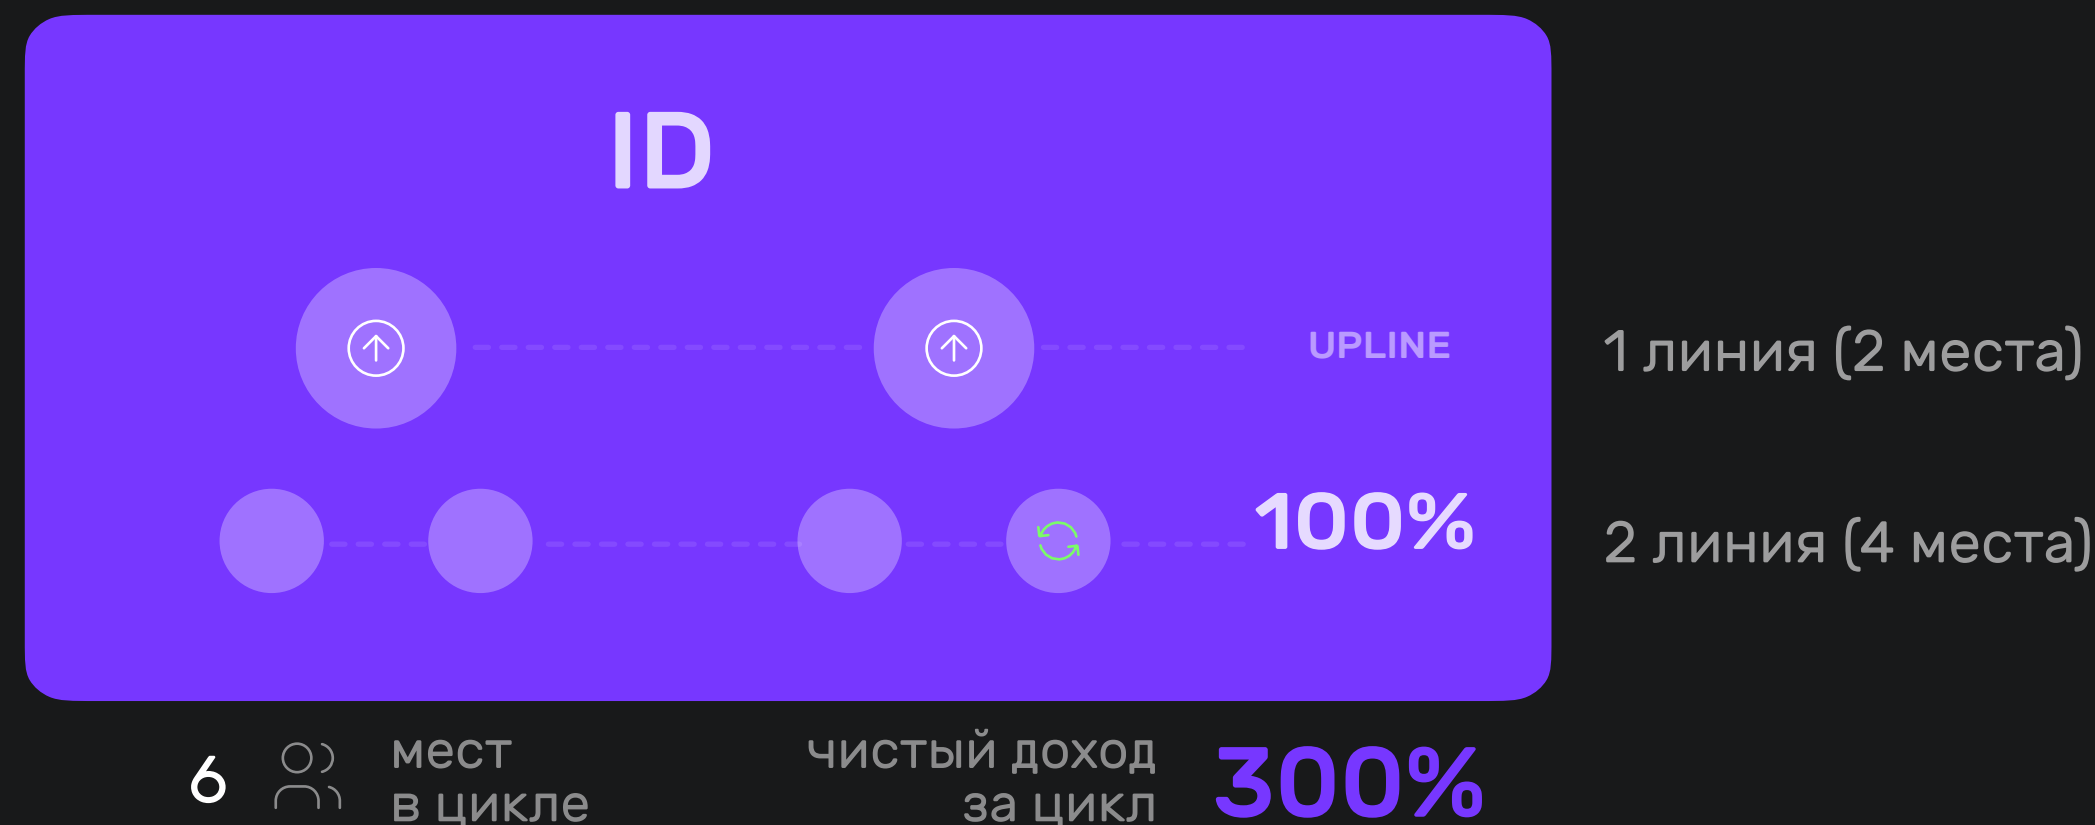 ID
UPLINE
1 линия (2 места)
100%
2 линия (4 места)
6
мест
в цикле
чистый доход
за цикл
300%